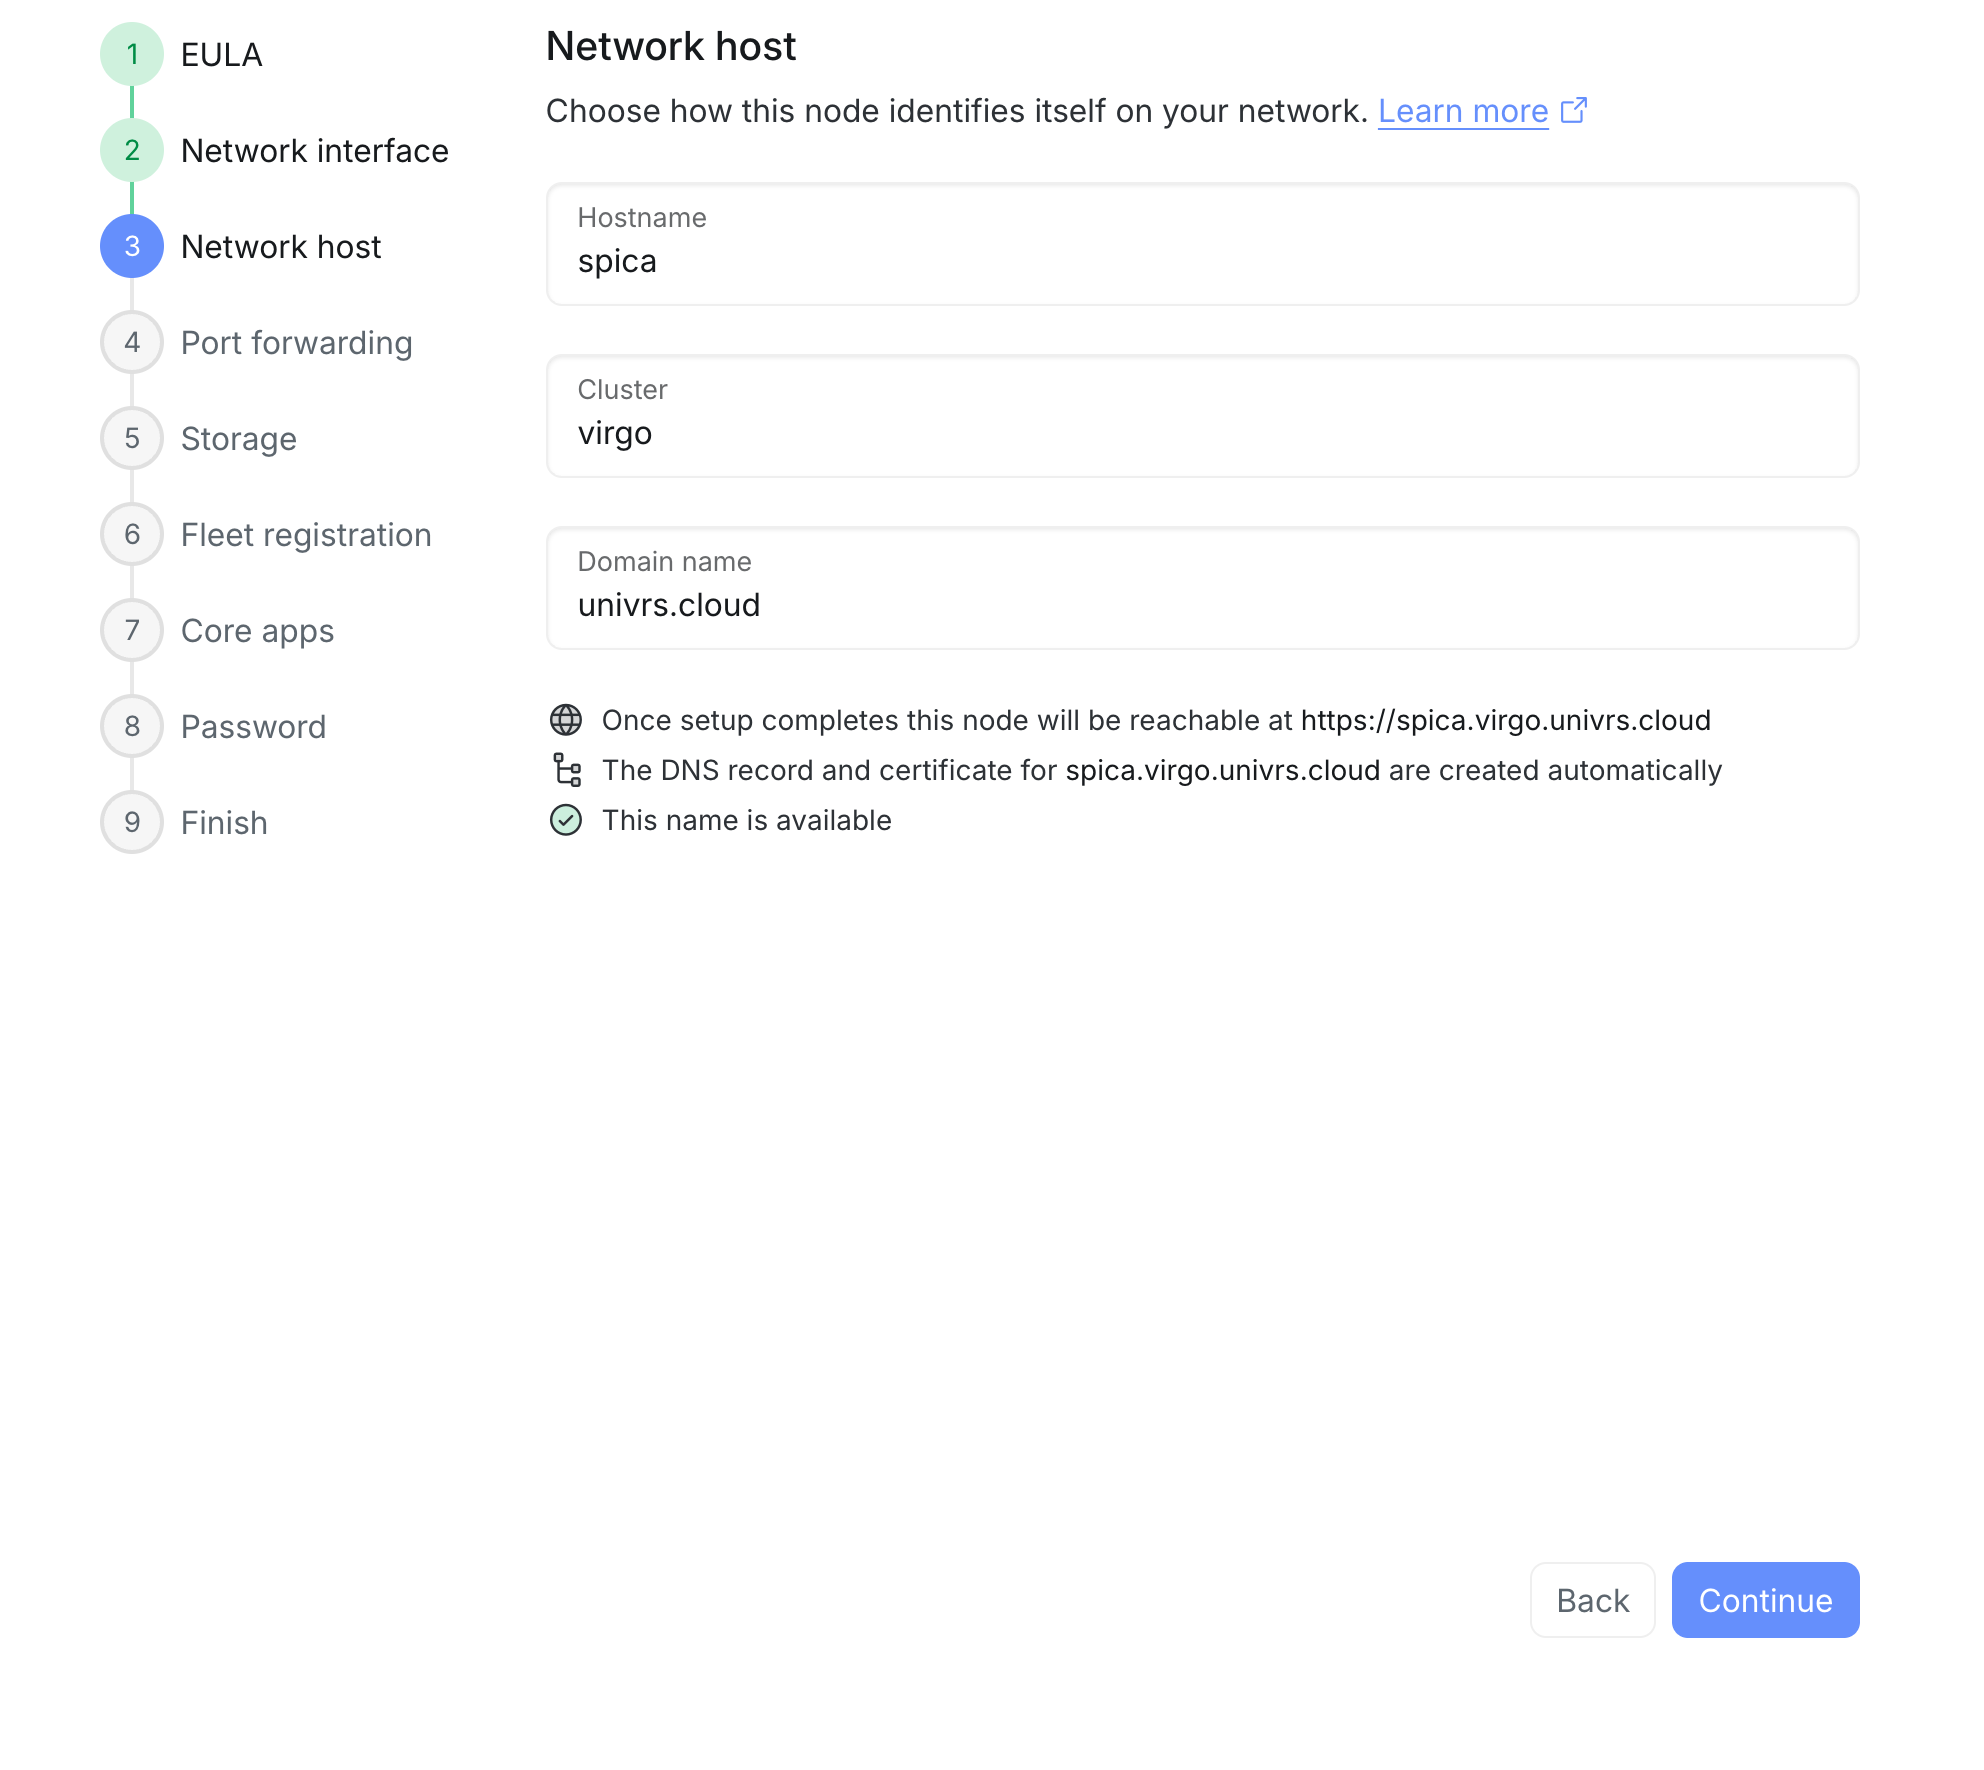 1 EULA
2 Network interface
3 Network host
4 Port forwarding
5 Storage
6 Fleet registration
7 Core apps
8 Password
9 Finish
Network host
Choose how this node identifies itself on your network. Learn more
Hostname
spica
Cluster
virgo
Domain name
univrs.cloud
Once setup completes this node will be reachable at https://spica.virgo.univrs.cloud
The DNS record and certificate for spica.virgo.univrs.cloud are created automatically
This name is available
Back Continue